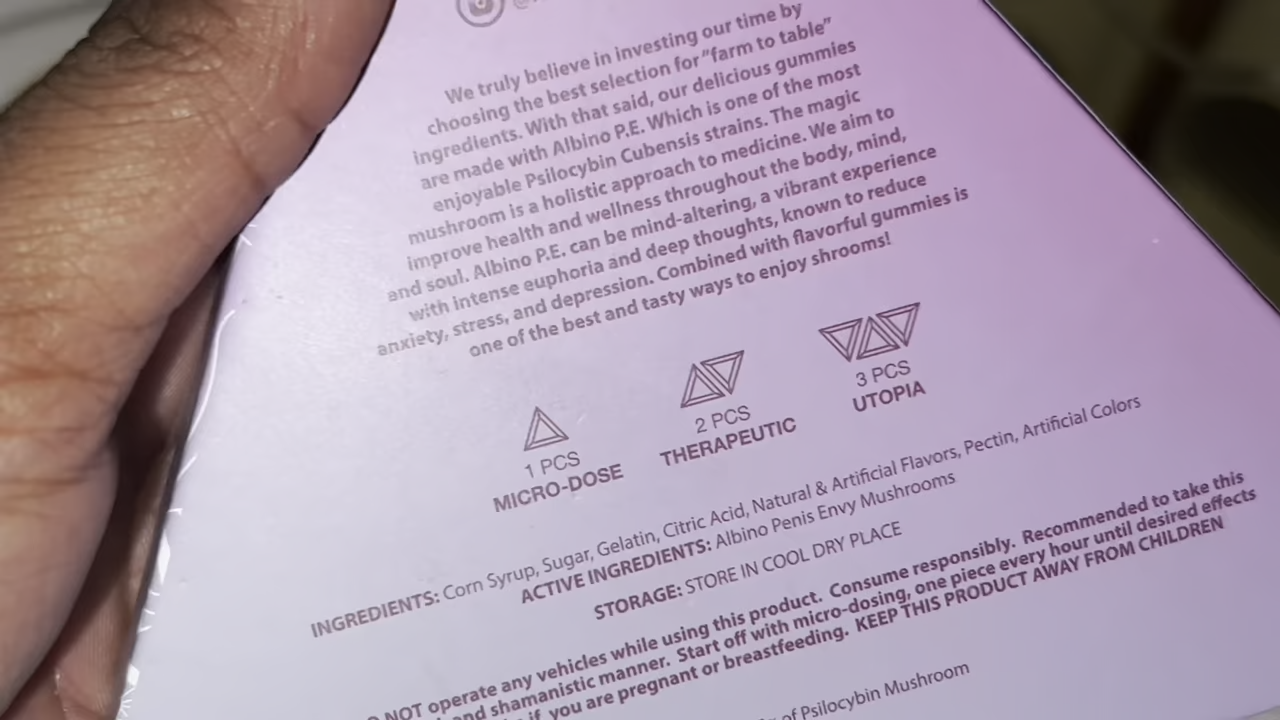 We truly believe in investing our time by
choosing the best selection for "farm to table"
ingredients. With that said, our delicious gummies
are made with Albino P.E. Which is one of the most
enjoyable Psilocybin Cubensis strains. The magic
mushroom is a holistic approach to medicine. We aim to
improve health and wellness throughout the body, mind,
and soul. Albino P.E. can be mind-altering, a vibrant experience
with intense euphoria and deep thoughts, known to reduce
anxiety, stress, and depression. Combined with flavorful gummies is
one of the best and tasty ways to enjoy shrooms!
1 PCS
MICRO-DOSE
2 PCS
THERAPEUTIC
3 PCS
UTOPIA
INGREDIENTS: Corn Syrup, Sugar, Gelatin, Citric Acid, Natural & Artificial Flavors, Pectin, Artificial Colors
ACTIVE INGREDIENTS: Albino Penis Envy Mushrooms
STORAGE: STORE IN COOL DRY PLACE
NOT operate any vehicles while using this product. Consume responsibly. Recommended to take this
and shamanistic manner. Start off with micro-dosing, one piece every hour until desired effects
if you are pregnant or breastfeeding. KEEP THIS PRODUCT AWAY FROM CHILDREN
of Psilocybin Mushroom